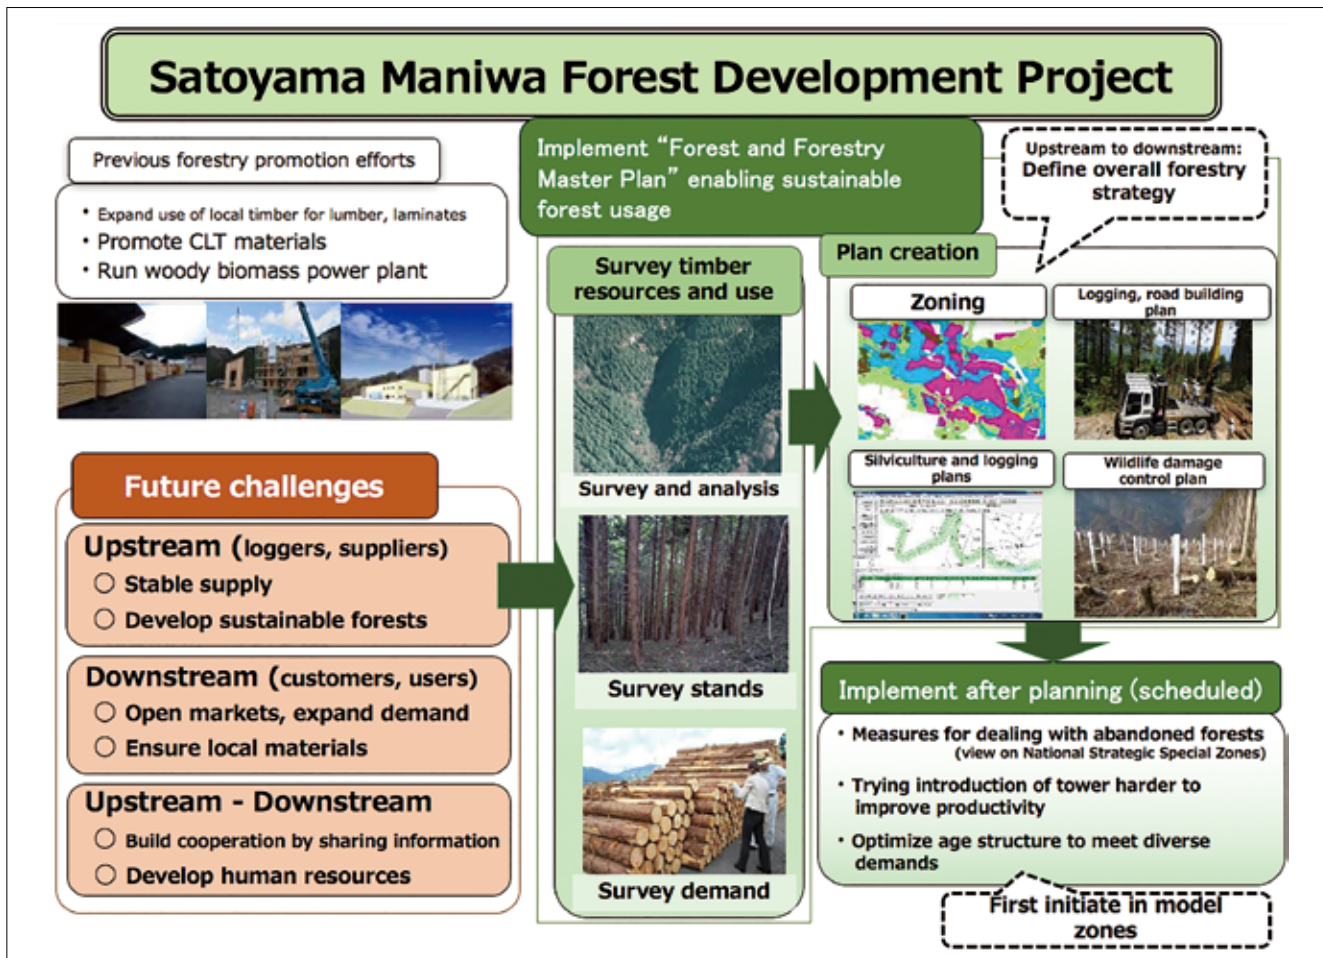 Satoyama Maniwa Forest Development Project
Previous forestry promotion efforts
• Expand use of local timber for lumber, laminates
• Promote CLT materials
• Run woody biomass power plant
Future challenges
Upstream (loggers, suppliers)
○ Stable supply
○ Develop sustainable forests
Downstream (customers, users)
○ Open markets, expand demand
○ Ensure local materials
Upstream - Downstream
○ Build cooperation by sharing information
○ Develop human resources
Implement “Forest and Forestry
Master Plan” enabling sustainable
forest usage
Survey timber
resources and use
Survey and analysis
Survey stands
Survey demand
Upstream to downstream:
Define overall forestry
strategy
Plan creation
Zoning
Logging, road building
plan
Silviculture and logging
plans
Wildlife damage
control plan
Implement after planning (scheduled)
• Measures for dealing with abandoned forests
(view on National Strategic Special Zones)
• Trying introduction of tower harder to
improve productivity
• Optimize age structure to meet diverse
demands
First initiate in model
zones